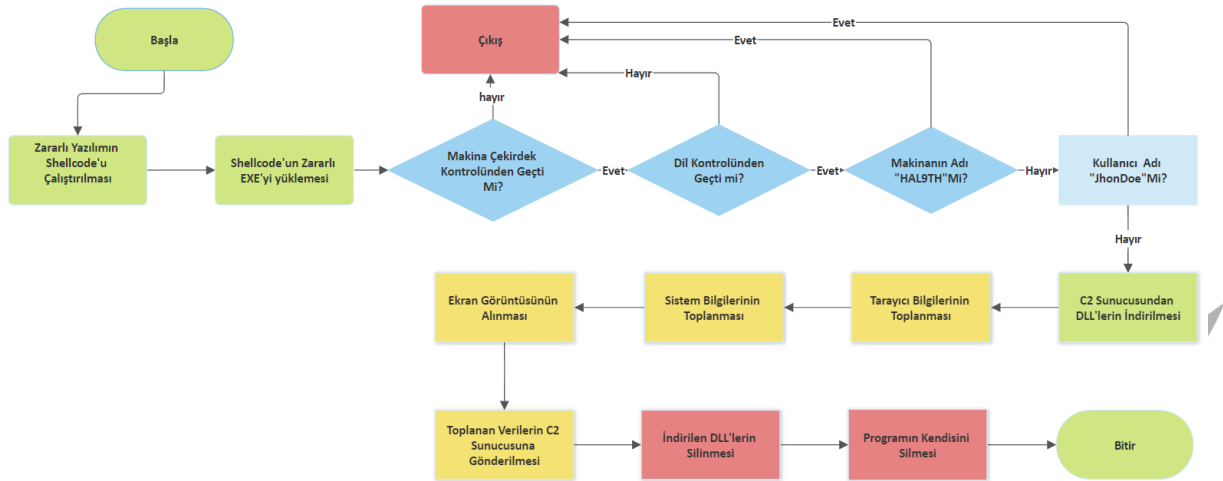 Başla
Çıkış
Evet
Evet
Hayır
hayır
Zararlı Yazılımın
Shellcode'u
Çalıştırılması
Shellcode'un Zararlı
EXE'yi yüklemesi
Makina Çekirdek
Kontrolünden Geçti
Mi?
Evet
Dil Kontrolünden
Geçti mi?
Evet
Makinanın Adı
"HAL9TH"Mi?
Hayır
Kullanıcı Adı
"JhonDoe"Mi?
Hayır
C2 Sunucusundan
DLL'lerin İndirilmesi
Tarayıcı Bilgilerinin
Toplanması
Sistem Bilgilerinin
Toplanması
Ekran Görüntüsünün
Alınması
Toplanan Verilerin C2
Sunucusuna
Gönderilmesi
İndirilen DLL'lerin
Silinmesi
Programın Kendisini
Silmesi
Bitir